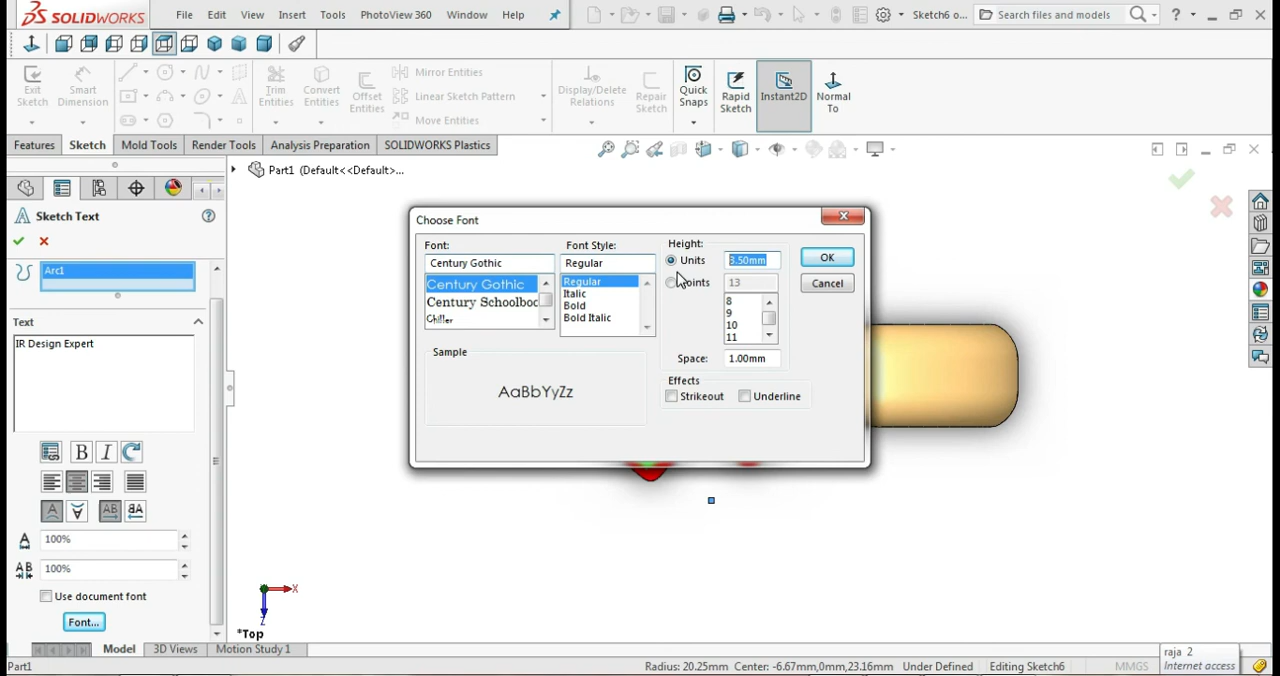 SOLIDWORKS File Edit View Insert Tools PhotoView 360 Window Help Sketch6 o... Search files and models
Exit Sketch
Smart Dimension
Trim Entities
Convert Entities
Offset Entities
Mirror Entities
Linear Sketch Pattern
Move Entities
Display/Delete Relations
Repair Sketch
Quick Snaps
Rapid Sketch
Instant2D
Normal To
Features Sketch Mold Tools Render Tools Analysis Preparation SOLIDWORKS Plastics
Part1 (Default<<Default>...
Sketch Text
Arc1
Text
IR Design Expert
B I
AB
100%
100%
Use document font
Font...
Choose Font
Font:
Century Gothic
Century Gothic
Century Schoolboo
Chiller
Font Style:
Regular
Regular
Italic
Bold
Bold Italic
Height:
Units 3.50mm
Points 13
8
9
10
11
Space: 1.00mm
OK
Cancel
Sample
AaBbYyZz
Effects
Strikeout Underline
X
Z
*Top
Model 3D Views Motion Study 1
Part1 Radius: 20.25mm Center: -6.67mm,0mm,23.16mm Under Defined Editing Sketch6 MMGS
raja 2
Internet access